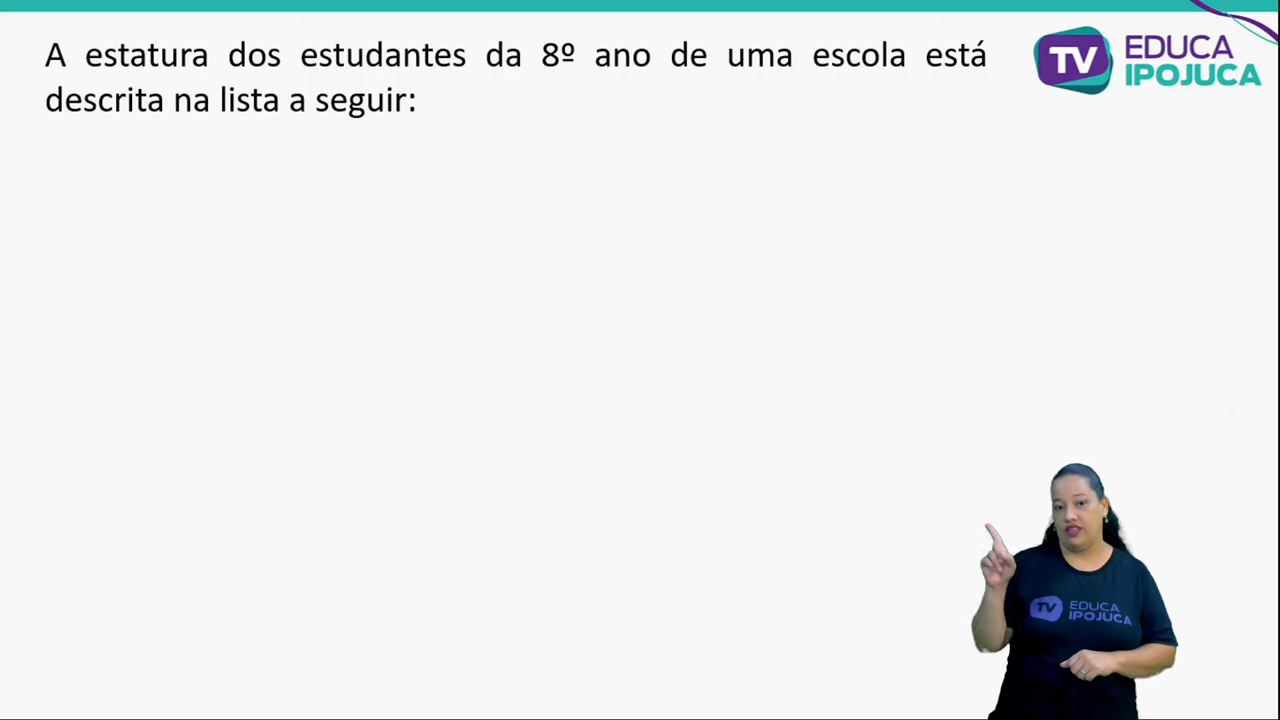 A estatura dos estudantes da 8º ano de uma escola está
descrita na lista a seguir:
TV EDUCA
IPOJUCA
TV EDUCA
IPOJUCA